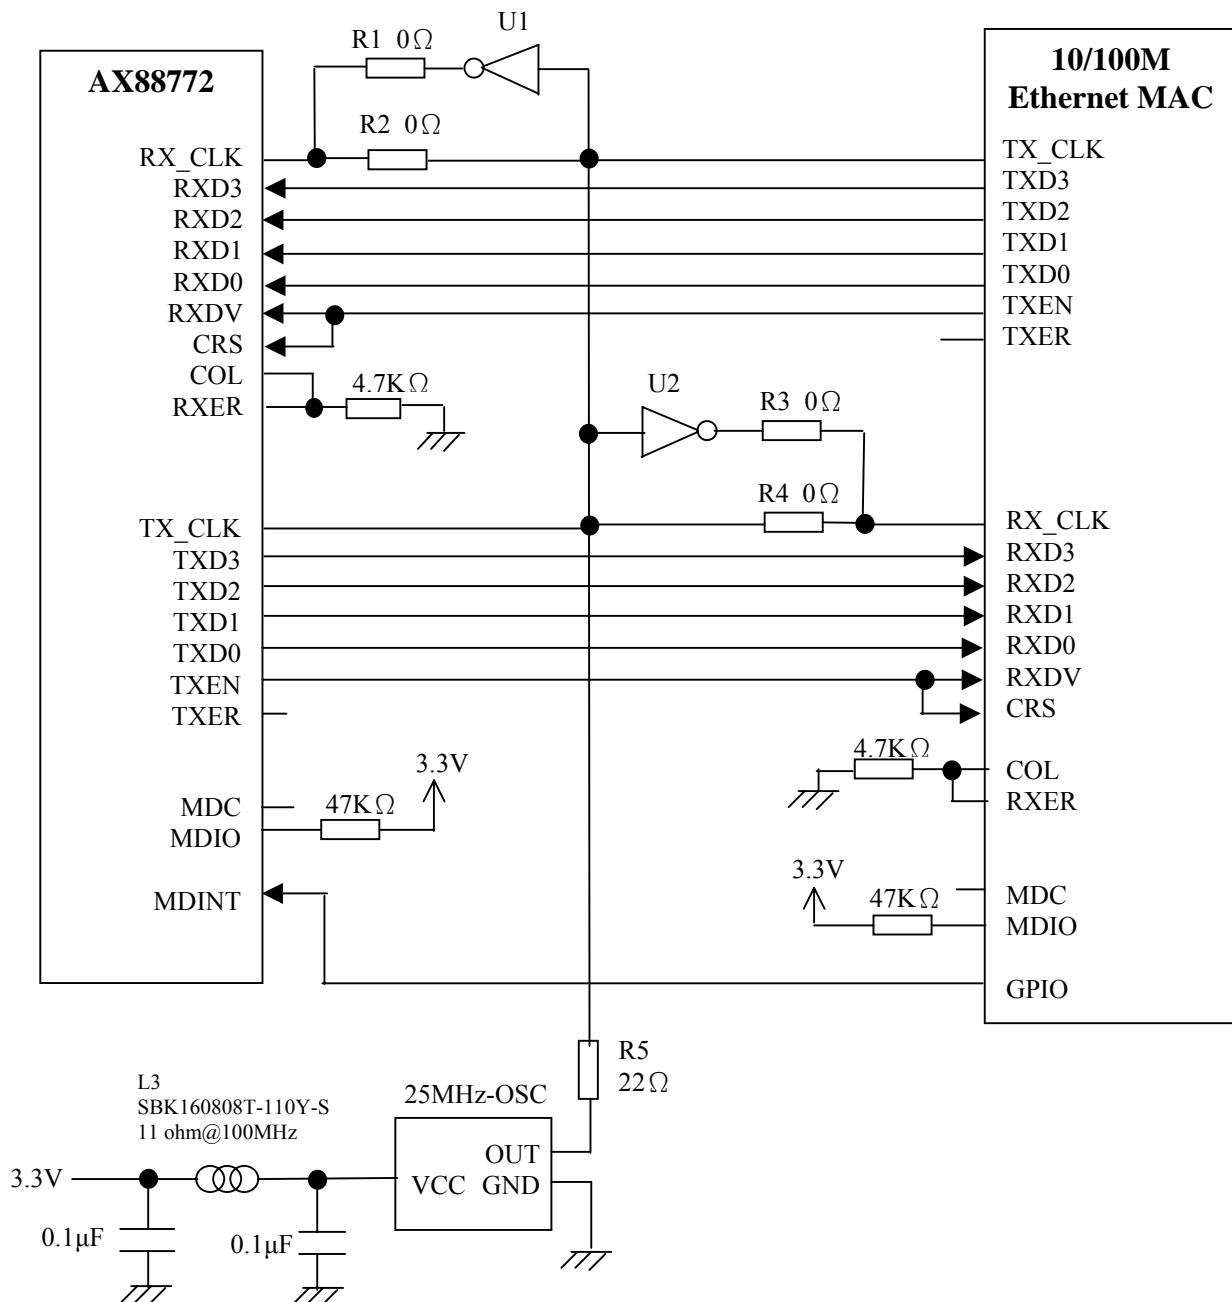 U1
R1 0Ω
AX88772
10/100M
Ethernet MAC
R2 0Ω
RX_CLK
RXD3
RXD2
RXD1
RXD0
RXDV
CRS
COL
RXER
4.7KΩ
TX_CLK
TXD3
TXD2
TXD1
TXD0
TXEN
TXER
U2
R3 0Ω
R4 0Ω
TX_CLK
TXD3
TXD2
TXD1
TXD0
TXEN
TXER
RX_CLK
RXD3
RXD2
RXD1
RXD0
RXDV
CRS
3.3V
MDC
47KΩ
MDIO
MDINT
4.7KΩ
COL
RXER
3.3V
47KΩ
MDC
MDIO
GPIO
R5
22Ω
L3
SBK160808T-110Y-S
11 ohm@100MHz
25MHz-OSC
OUT
VCC GND
3.3V
0.1µF
0.1µF